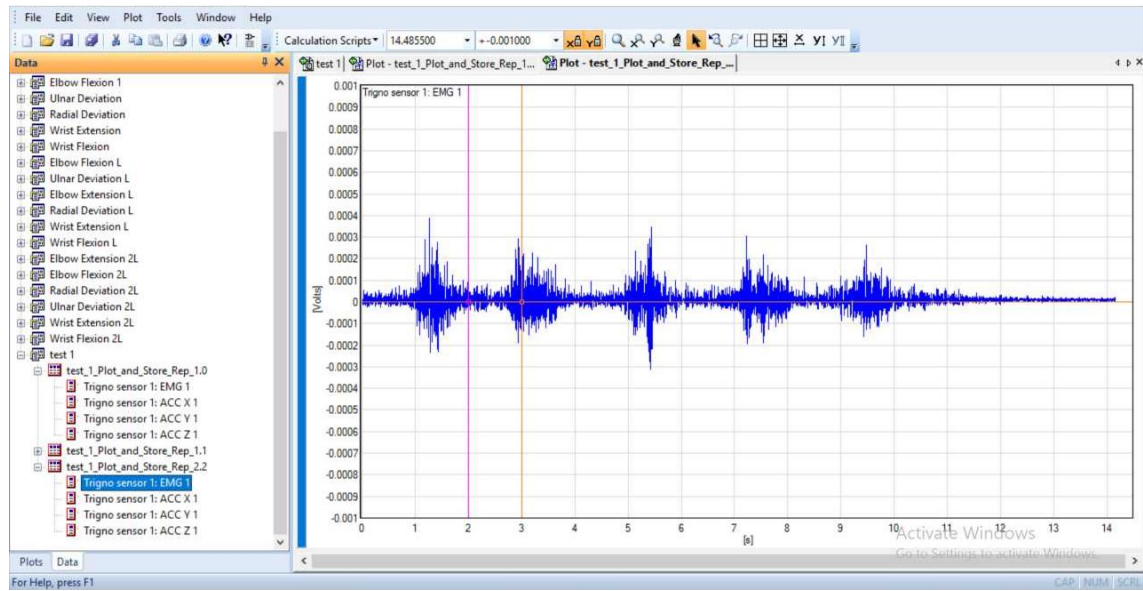 File Edit View Plot Tools Window Help
Calculation Scripts 14.485500 +-0.001000
Data
test 1 Plot - test_1_Plot_and_Store_Rep_1... Plot - test_1_Plot_and_Store_Rep_...
Elbow Flexion 1
Ulnar Deviation
Radial Deviation
Wrist Extension
Wrist Flexion
Elbow Flexion L
Ulnar Deviation L
Elbow Extension L
Radial Deviation L
Wrist Extension L
Wrist Flexion L
Elbow Extension 2L
Elbow Flexion 2L
Radial Deviation 2L
Ulnar Deviation 2L
Wrist Extension 2L
Wrist Flexion 2L
test 1
test_1_Plot_and_Store_Rep_1.0
Trigno sensor 1: EMG 1
Trigno sensor 1: ACC X 1
Trigno sensor 1: ACC Y 1
Trigno sensor 1: ACC Z 1
test_1_Plot_and_Store_Rep_1.1
test_1_Plot_and_Store_Rep_2.2
Trigno sensor 1: EMG 1
Trigno sensor 1: ACC X 1
Trigno sensor 1: ACC Y 1
Trigno sensor 1: ACC Z 1
Plots Data
Trigno sensor 1: EMG 1
0.001
0.0009
0.0008
0.0007
0.0006
0.0005
0.0004
0.0003
0.0002
0.0001
0
-0.0001
-0.0002
-0.0003
-0.0004
-0.0005
-0.0006
-0.0007
-0.0008
-0.0009
-0.001
[Volts]
0 1 2 3 4 5 6 7 8 9 10 11 12 13 14
[s]
Activate Windows
Go to Settings to activate Windows.
For Help, press F1
CAP NUM SCRL